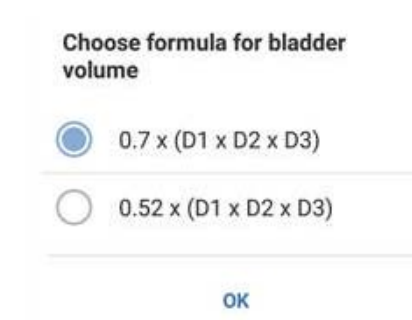 Choose formula for bladder
volume
0.7 x (D1 x D2 x D3)
0.52 x (D1 x D2 x D3)
OK